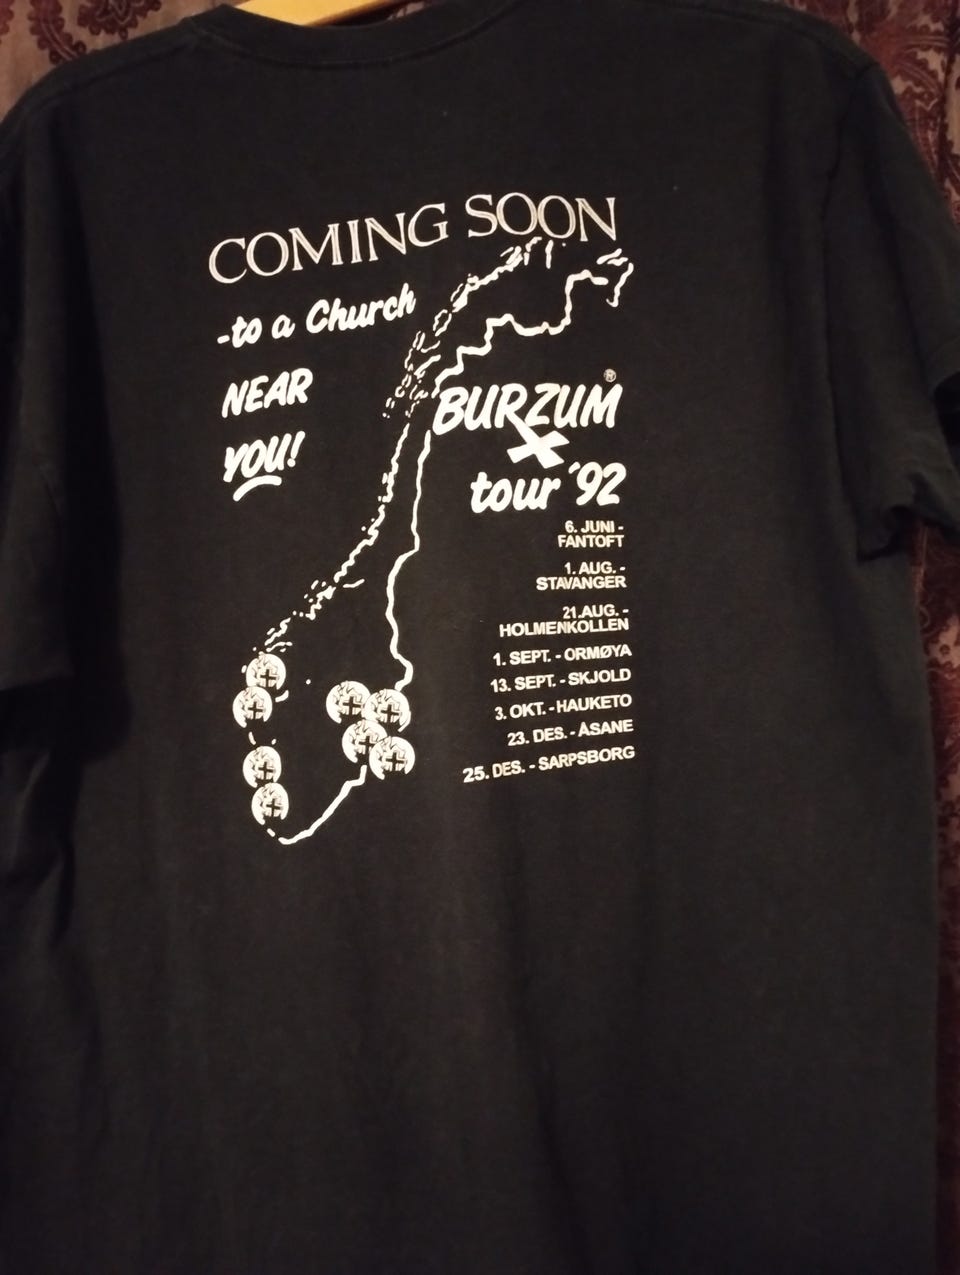 COMING SOON
-to a Church
NEAR
YOU!
BURZUM®
tour '92
6. JUNI -
FANTOFT
1. AUG. -
STAVANGER
21.AUG. -
HOLMENKOLLEN
1. SEPT. - ORMØYA
13. SEPT. - SKJOLD
3. OKT. - HAUKETO
23. DES. - ÅSANE
25. DES. - SARPSBORG